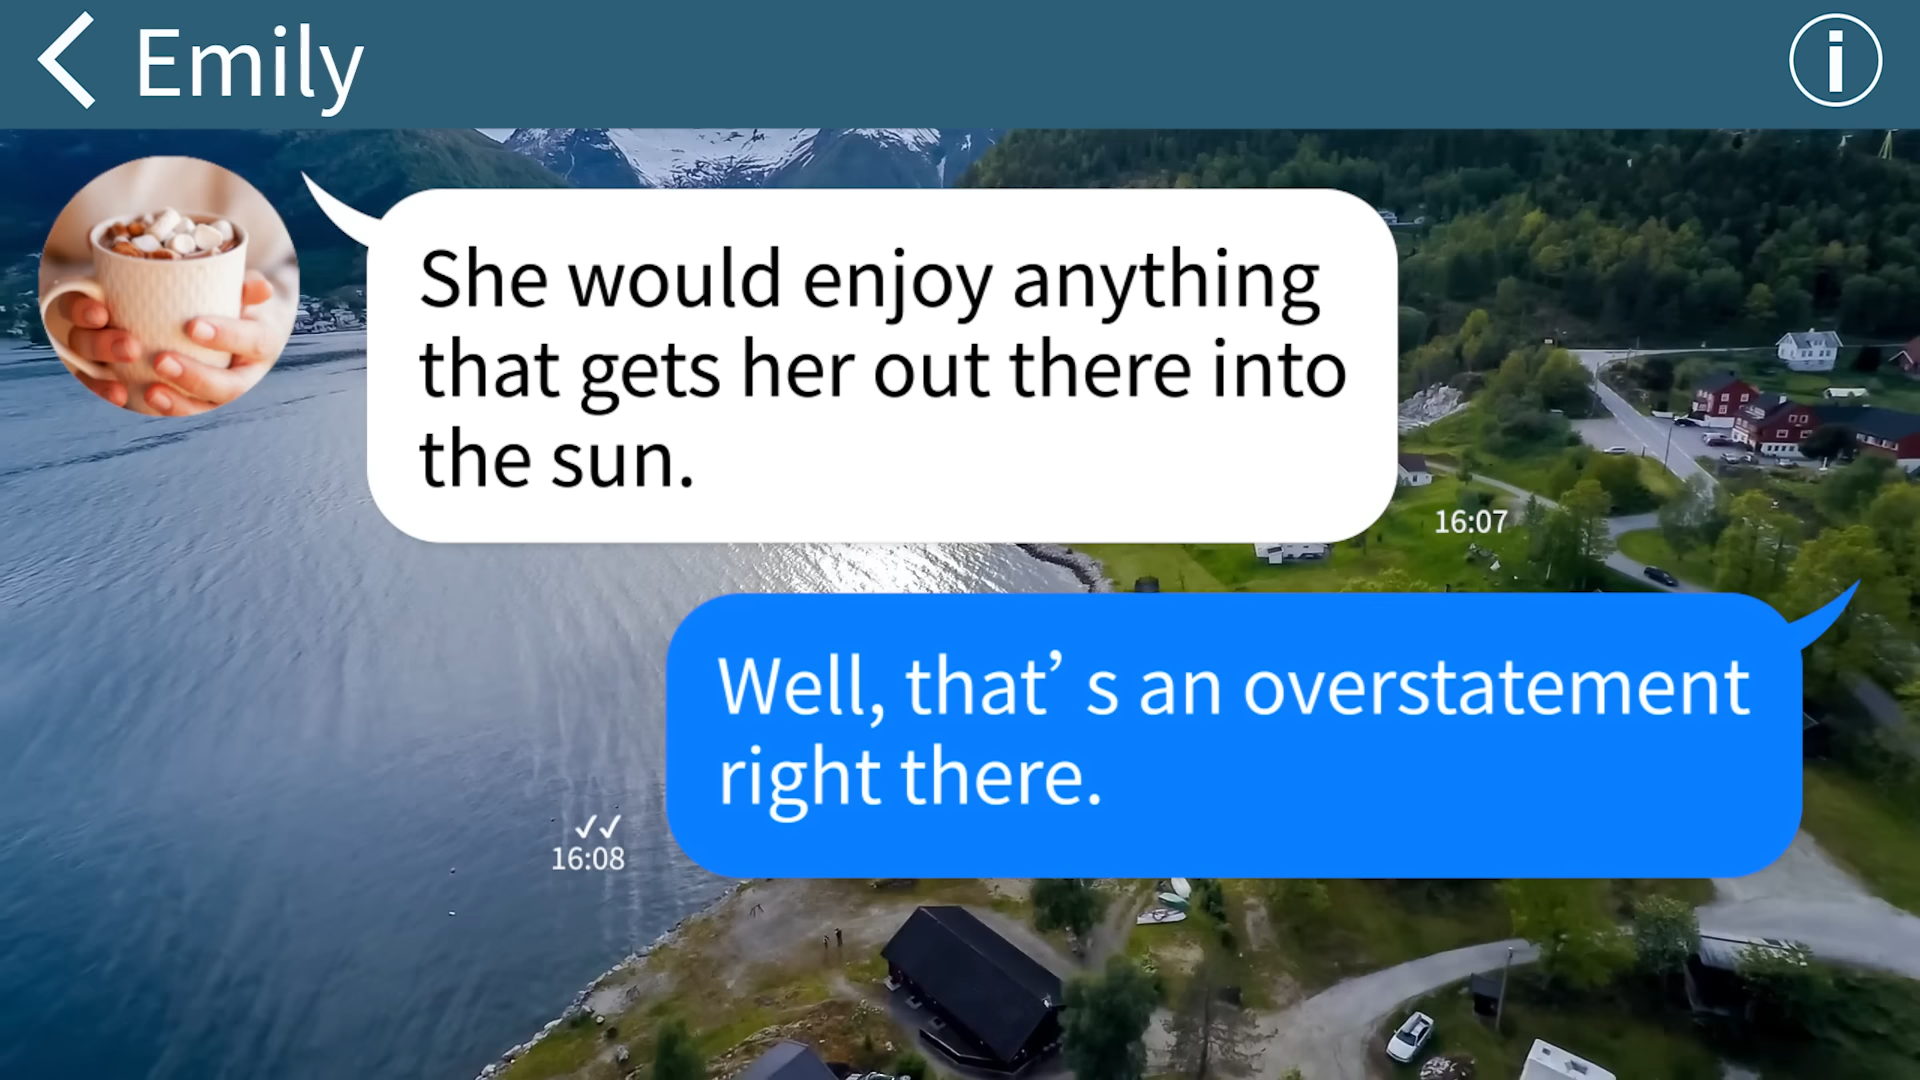 Emily
She would enjoy anything
that gets her out there into
the sun.
16:07
Well, that’s an overstatement
right there.
16:08